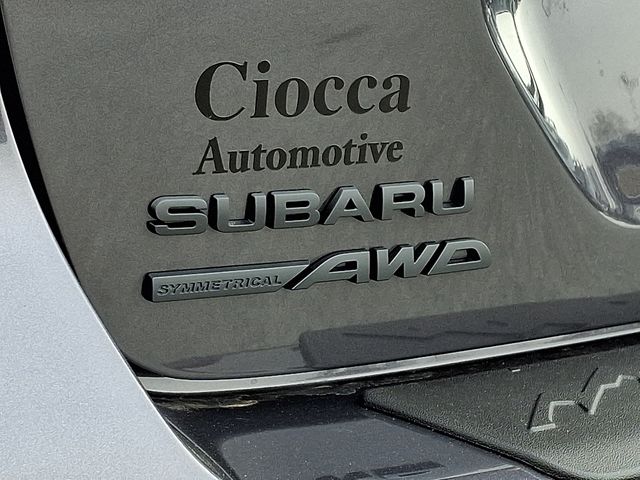 Ciocca
Automotive
SUBARU
SYMMETRICAL AWD